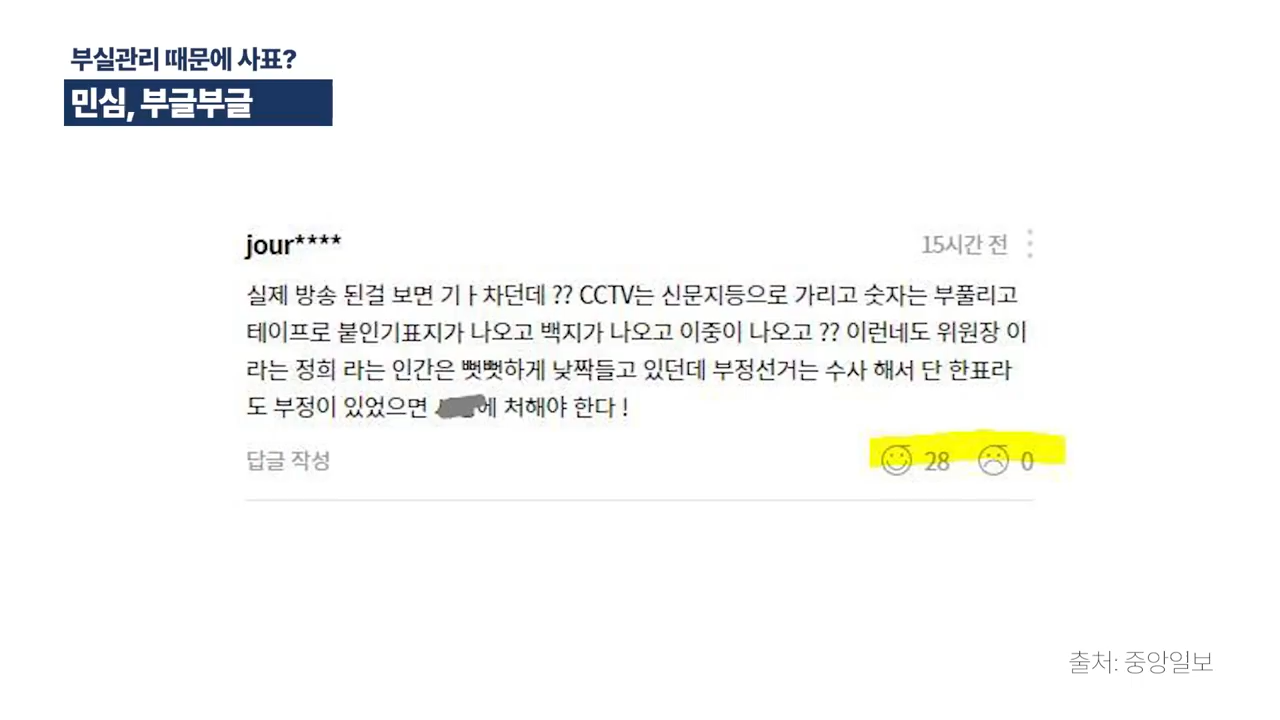 부실관리 때문에 사표?
민심, 부글부글
jour****
15시간 전
실제 방송 된걸 보면 기ㅏ차던데 ?? CCTV는 신문지등으로 가리고 숫자는 부풀리고
테이프로 붙인기표지가 나오고 백지가 나오고 이중이 나오고 ?? 이런네도 위원장 이
라는 정희 라는 인간은 뻣뻣하게 낮짝들고 있던데 부정선거는 수사 해서 단 한표라
도 부정이 있었으면 에 처해야 한다 !
답글 작성
28
0
출처: 중앙일보